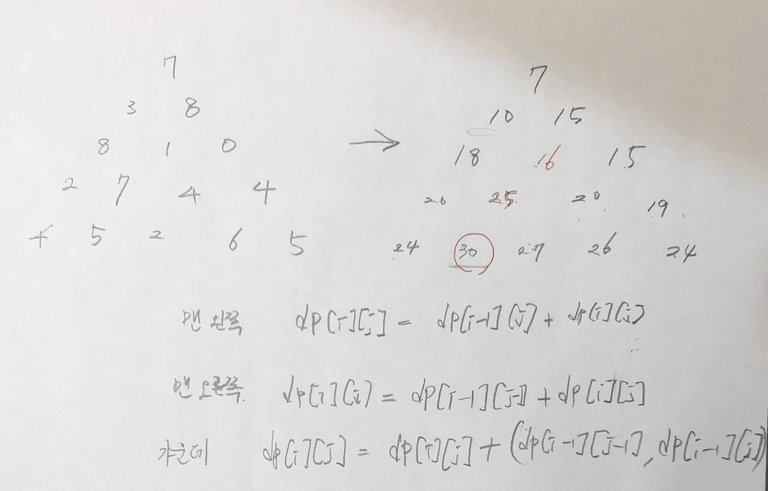 7
3 8
8 1 0
2 7 4 4
4 5 2 6 5
→
7
10 15
18 16 15
20 25 20 19
24 30 27 26 24
맨 왼쪽 dp[i][j] = dp[i-1][j] + dp[i][j]
맨 오른쪽 dp[i][j] = dp[i-1][j-1] + dp[i][j]
가운데 dp[i][j] = dp[i][j] + (dp[i-1][j-1], dp[i-1][j])